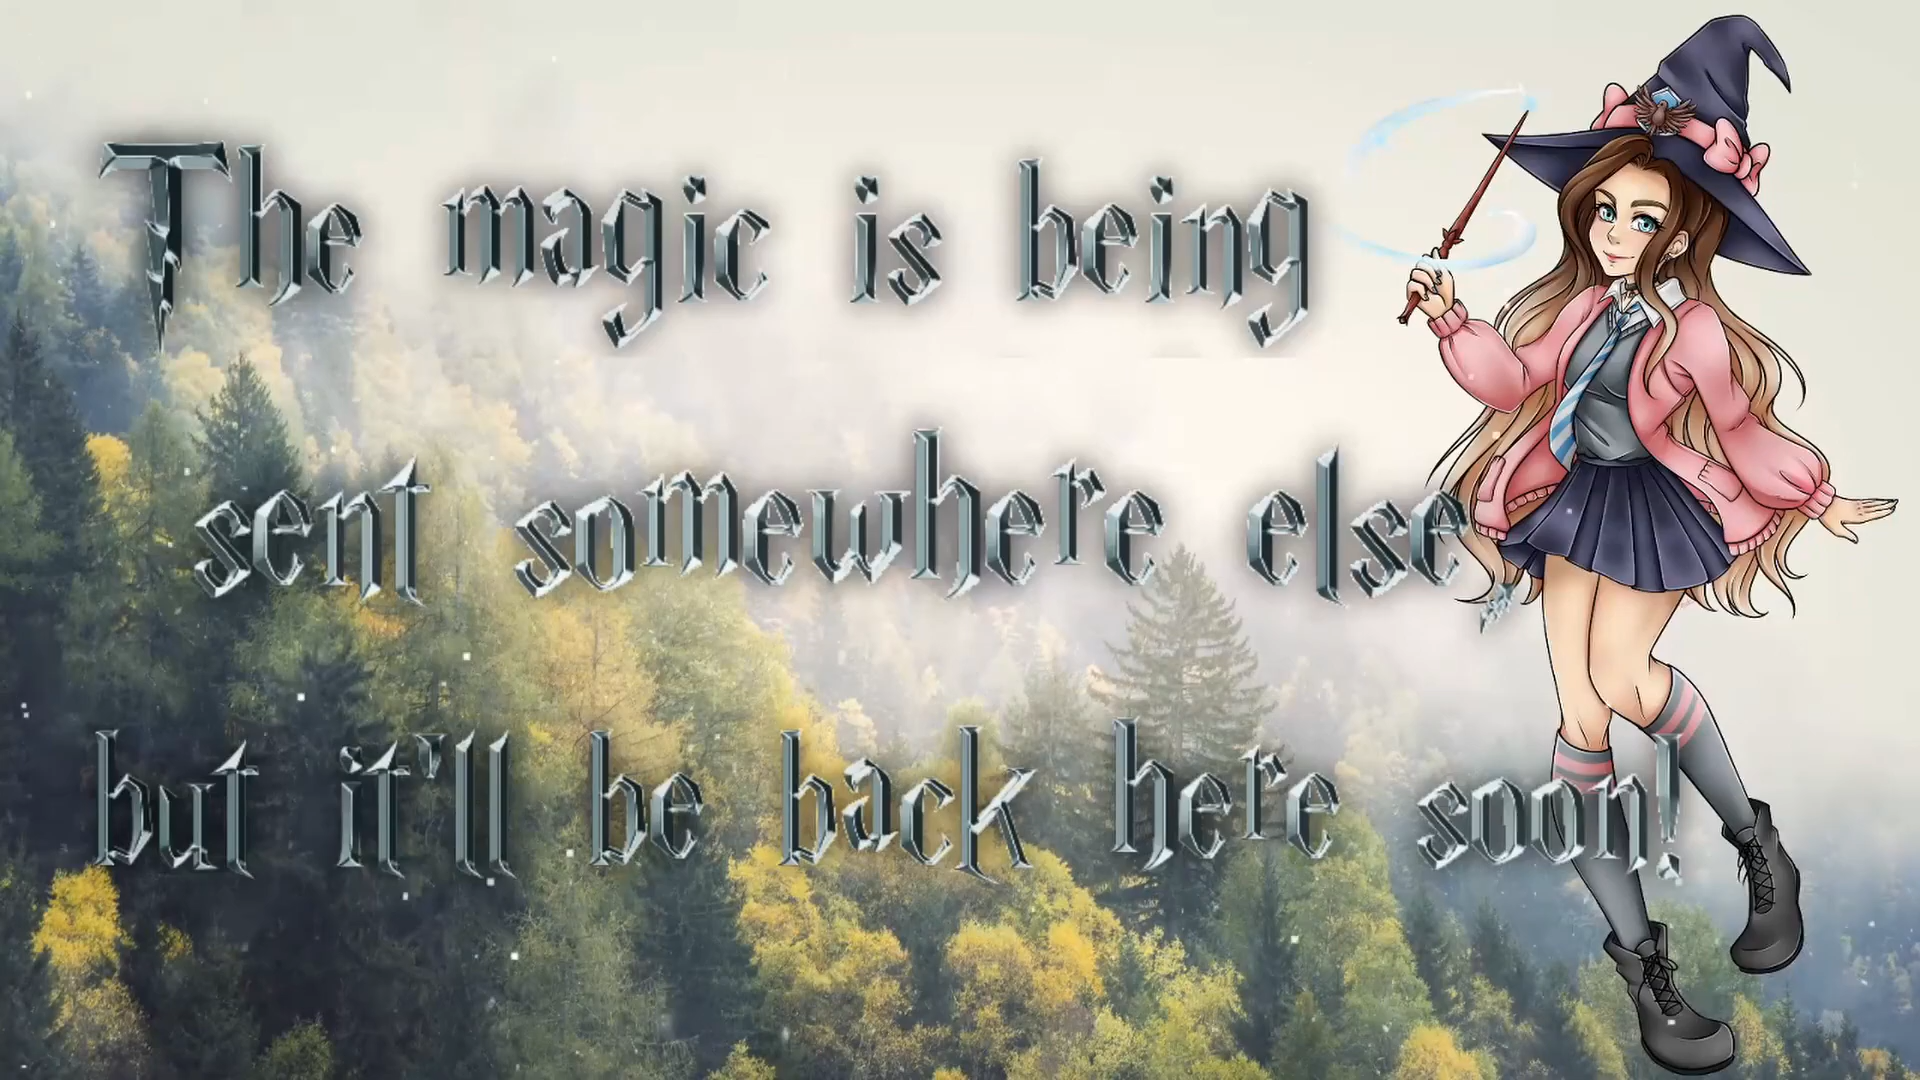 The magic is being
sent somewhere else,
but it'll be back here soon!